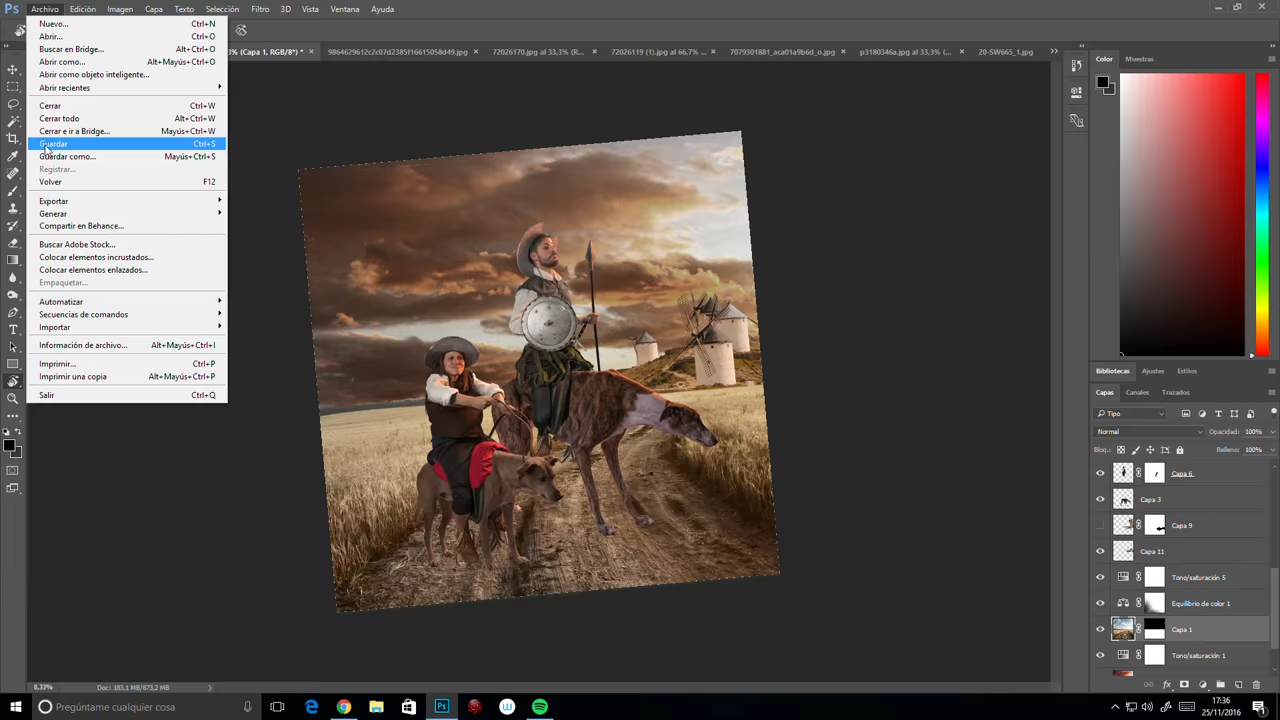 Ps Archivo Edición Imagen Capa Texto Selección Filtro 3D Vista Ventana Ayuda
Nuevo... Ctrl+N
Abrir... Ctrl+O
Buscar en Bridge... Alt+Ctrl+O
Abrir como... Alt+Mayús+Ctrl+O
Abrir como objeto inteligente...
Abrir recientes
Cerrar Ctrl+W
Cerrar todo Alt+Ctrl+W
Cerrar e ir a Bridge... Mayús+Ctrl+W
Guardar Ctrl+S
Guardar como... Mayús+Ctrl+S
Registrar...
Volver F12
Exportar
Generar
Compartir en Behance...
Buscar Adobe Stock...
Colocar elementos incrustados...
Colocar elementos enlazados...
Empaquetar...
Automatizar
Secuencias de comandos
Importar
Información de archivo... Alt+Mayús+Ctrl+I
Imprimir... Ctrl+P
Imprimir una copia Alt+Mayús+Ctrl+P
Salir Ctrl+Q
3% (Capa 1, RGB/8*) * 9864629612c2c07d2385f16615058d49.jpg 72026170.jpg al 33,3% (R... 72026119 (1).jpg al 66,7%... 7079301881_aca01a9b6d_o.jpg p3180346a.jpg al 33,3% (... 20-SW665_1.jpg
Color Muestras
Bibliotecas Ajustes Estilos
Capas Canales Trazados
Tipo
Normal Opacidad: 100%
Bloq.: Relleno: 100%
Capa 6
Capa 3
Capa 9
Capa 11
Tono/saturación 5
Equilibrio de color 1
Capa 1
Tono/saturación 1
8,33% Doc: 183,1 MB/673,2 MB
Pregúntame cualquier cosa
17:36
25/11/2016